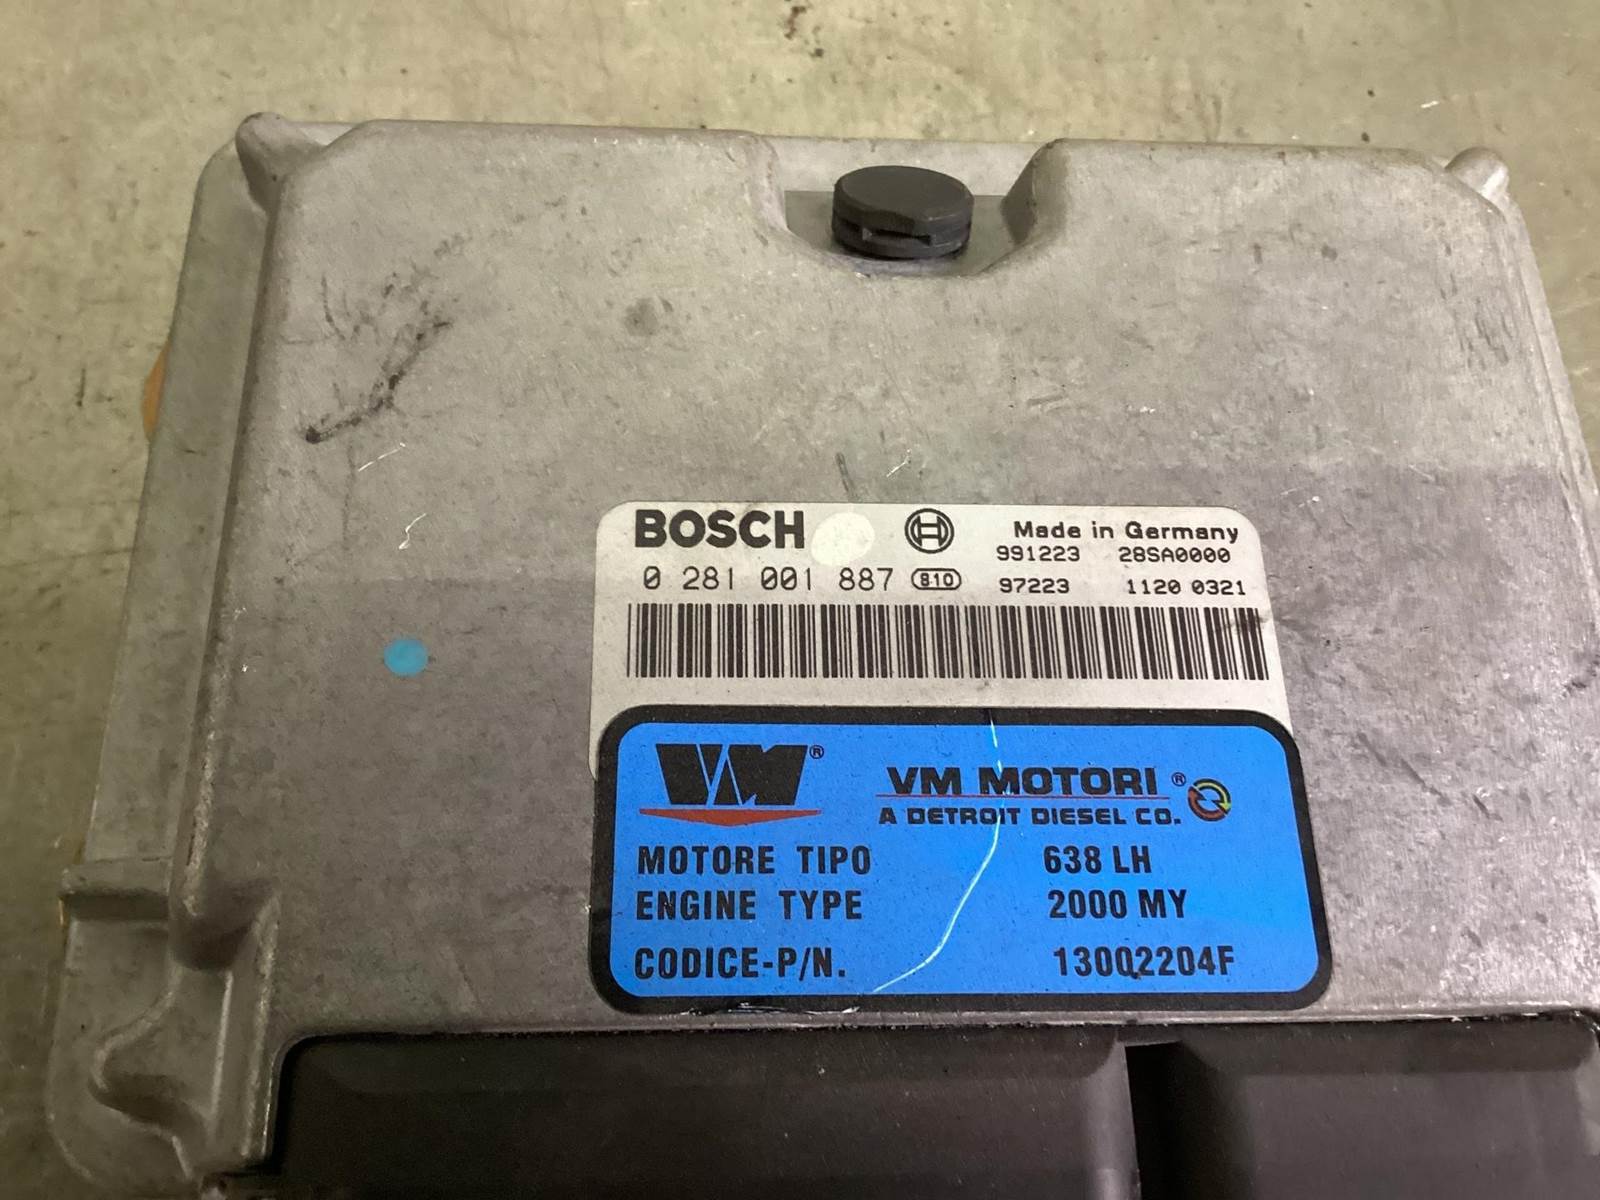 BOSCH Made in Germany
991223 28SA0000
0 281 001 887 810 97223 1120 0321
VM® VM MOTORI®
A DETROIT DIESEL CO.
MOTORE TIPO 638 LH
ENGINE TYPE 2000 MY
CODICE-P/N. 13002204F